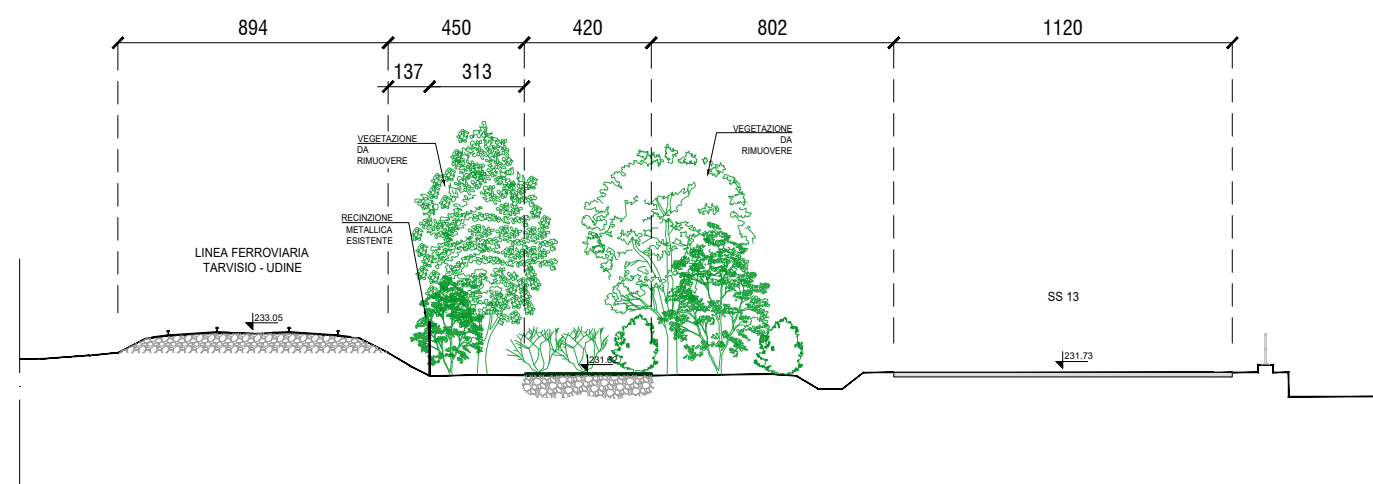 894
450
420
802
1120
137
313
VEGETAZIONE
DA
RIMUOVERE
VEGETAZIONE
DA
RIMUOVERE
RECINZIONE
METALLICA
ESISTENTE
LINEA FERROVIARIA
TARVISIO - UDINE
SS 13
233.05
231.73